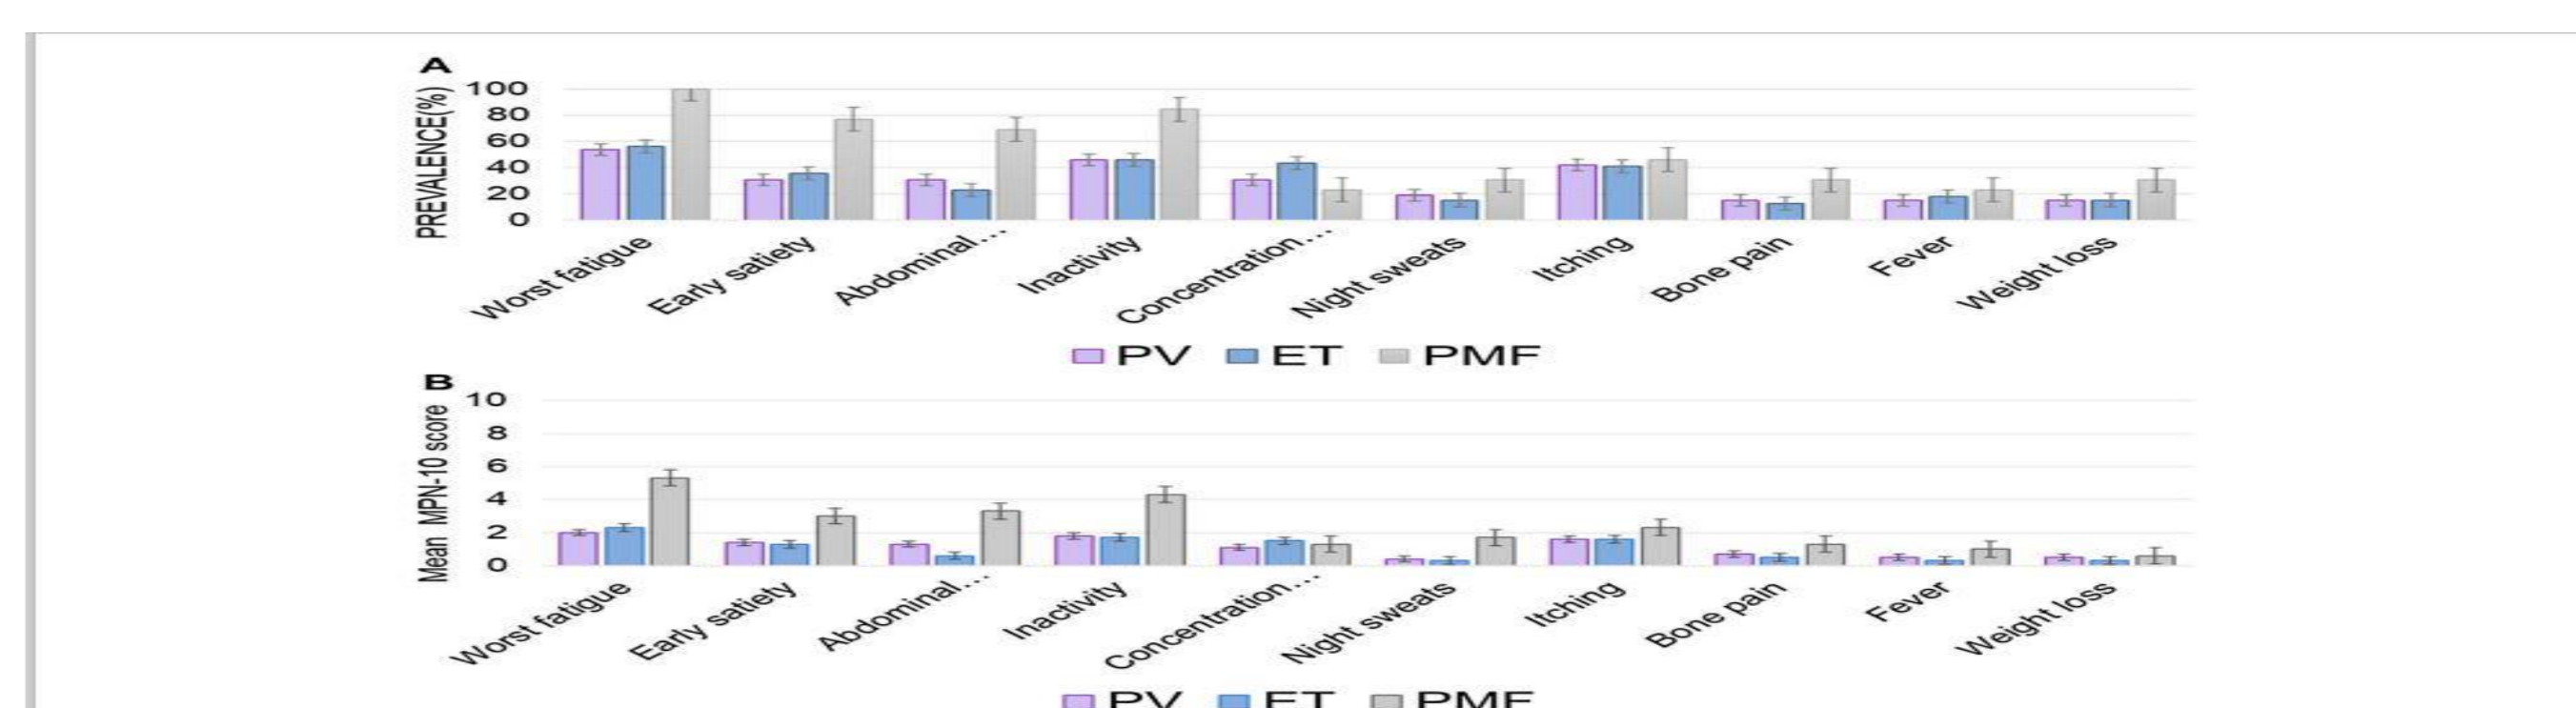 A
PREVALENCE(%)
100
80
60
40
20
0
Worst fatigue
Early satiety
Abdominal...
Inactivity
Concentration...
Night sweats
Itching
Bone pain
Fever
Weight loss
PV ET PMF
B
Mean MPN-10 score
10
8
6
4
2
0
Worst fatigue
Early satiety
Abdominal...
Inactivity
Concentration...
Night sweats
Itching
Bone pain
Fever
Weight loss
PV ET PMF